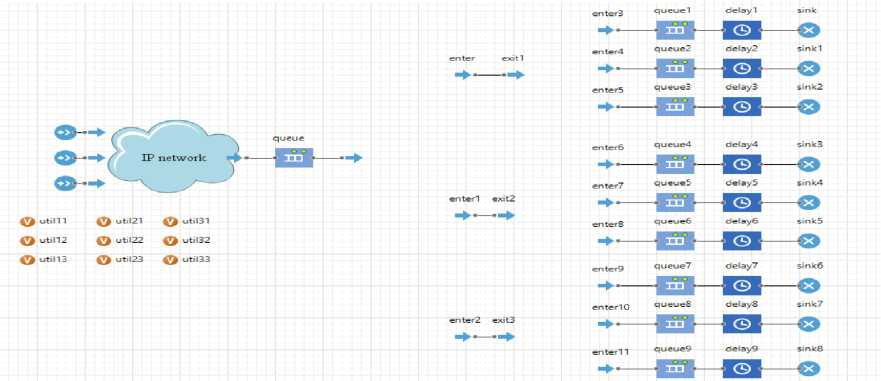 IP network
queue
util11 util21 util31
util12 util22 util32
util13 util23 util33
enter exit1
enter1 exit2
enter2 exit3
enter3 queue1 delay1 sink
enter4 queue2 delay2 sink1
enter5 queue3 delay3 sink2
enter6 queue4 delay4 sink3
enter7 queue5 delay5 sink4
enter8 queue6 delay6 sink5
enter9 queue7 delay7 sink6
enter10 queue8 delay8 sink7
enter11 queue9 delay9 sink8